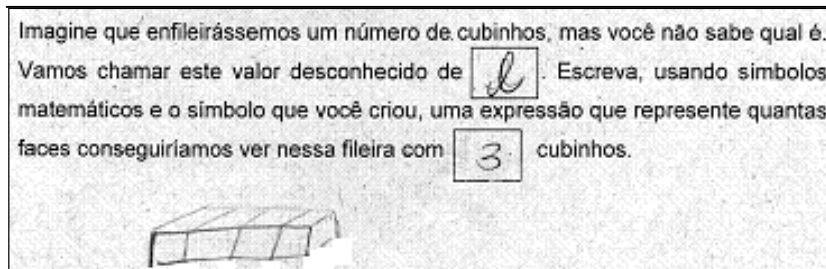 Imagine que enfileirássemos um número de cubinhos, mas você não sabe qual é.
Vamos chamar este valor desconhecido de l. Escreva, usando símbolos
matemáticos e o símbolo que você criou, uma expressão que represente quantas
faces conseguiríamos ver nessa fileira com 3 cubinhos.